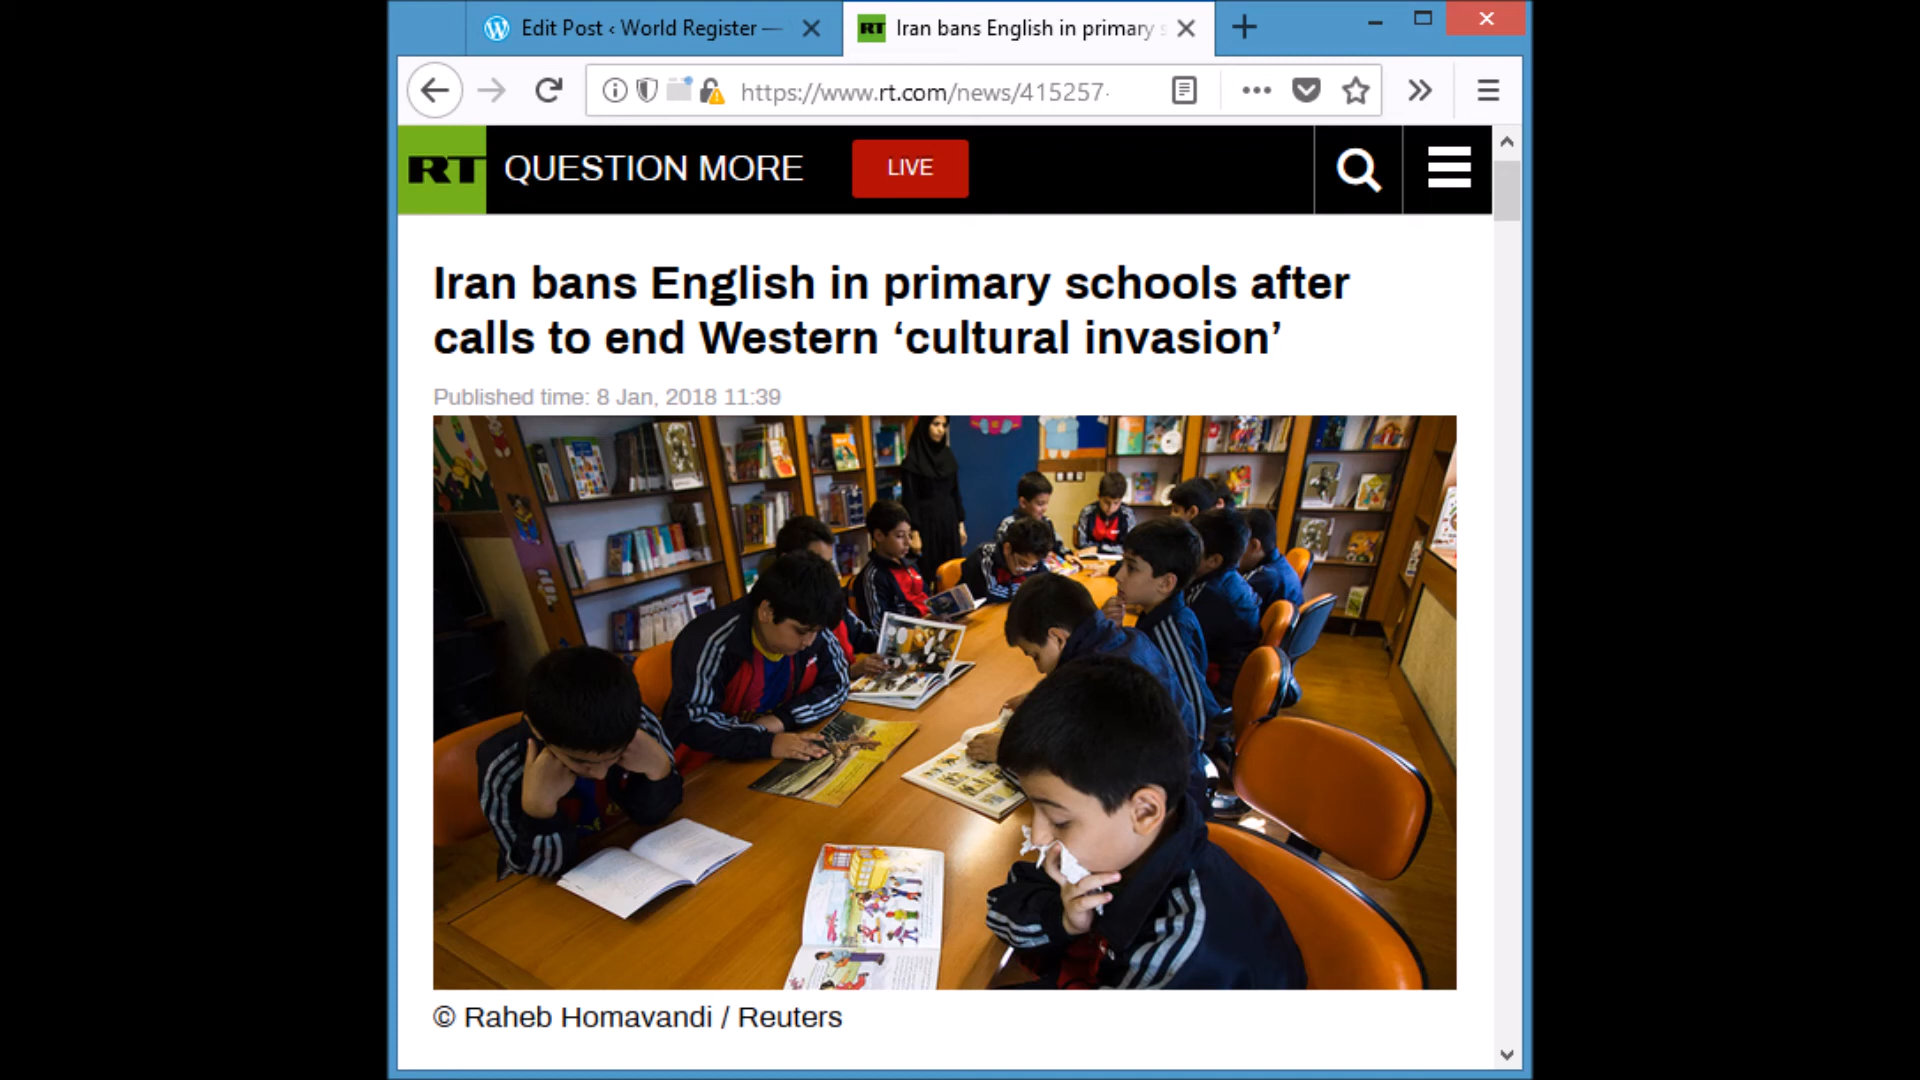 Edit Post ‹ World Register —
RT Iran bans English in primary s
https://www.rt.com/news/415257-
RT QUESTION MORE LIVE
Iran bans English in primary schools after
calls to end Western ‘cultural invasion’
Published time: 8 Jan, 2018 11:39
© Raheb Homavandi / Reuters